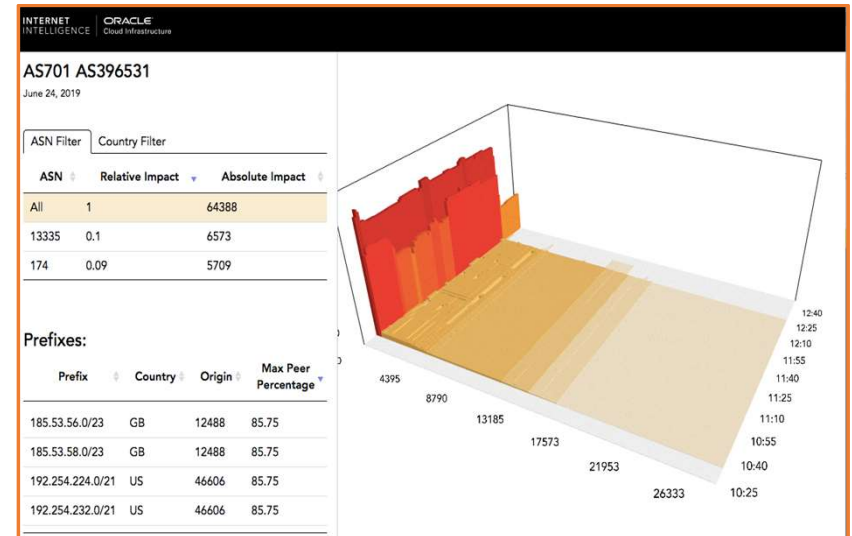 INTERNET INTELLIGENCE ORACLE Cloud Infrastructure
AS701 AS396531
June 24, 2019
ASN Filter Country Filter
ASN Relative Impact Absolute Impact
All 1 64388
13335 0.1 6573
174 0.09 5709
Prefixes:
Prefix Country Origin Max Peer Percentage
185.53.56.0/23 GB 12488 85.75
185.53.58.0/23 GB 12488 85.75
192.254.224.0/21 US 46606 85.75
192.254.232.0/21 US 46606 85.75
4395
8790
13185
17573
21953
26333
12:40
12:25
12:10
11:55
11:40
11:25
11:10
10:55
10:40
10:25